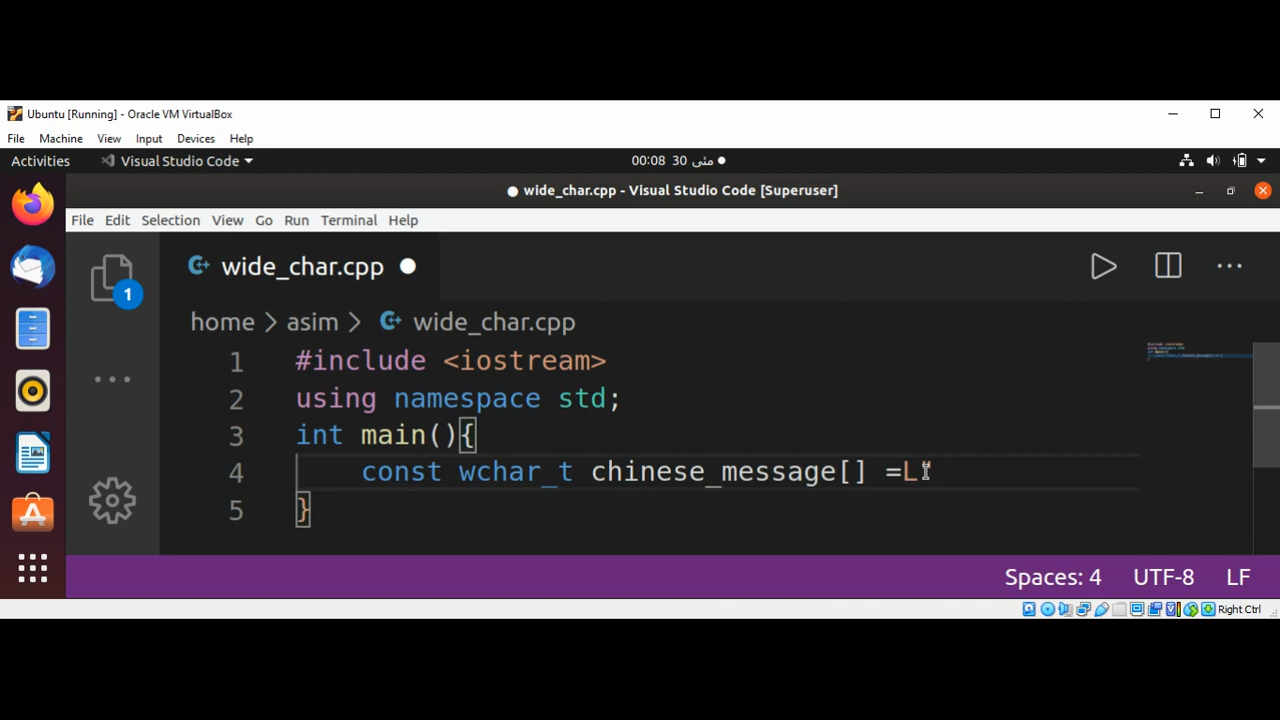 Ubuntu [Running] - Oracle VM VirtualBox
File Machine View Input Devices Help
Activities Visual Studio Code 00:08 30 مئی
wide_char.cpp - Visual Studio Code [Superuser]
File Edit Selection View Go Run Terminal Help
1 wide_char.cpp
home > asim > wide_char.cpp
1 #include <iostream>
2 using namespace std;
3 int main(){
4 const wchar_t chinese_message[] =L"
5 }
Spaces: 4 UTF-8 LF
Right Ctrl